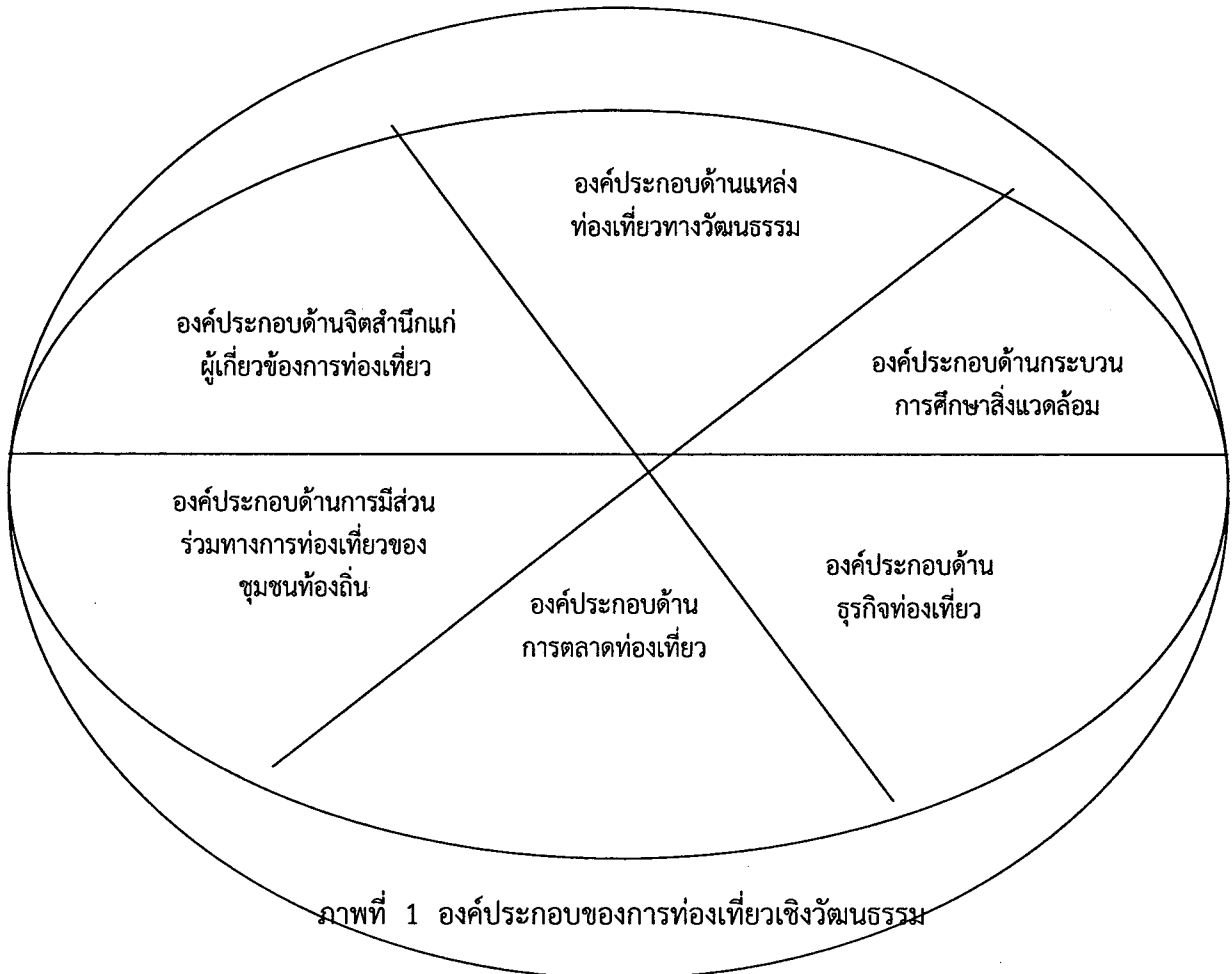 องค์ประกอบด้านแหล่ง
ท่องเที่ยวทางวัฒนธรรม
องค์ประกอบด้านจิตสำนึกแก่
ผู้เกี่ยวข้องการท่องเที่ยว
องค์ประกอบด้านกระบวน
การศึกษาสิ่งแวดล้อม
องค์ประกอบด้านการมีส่วน
ร่วมทางการท่องเที่ยวของ
ชุมชนท้องถิ่น
องค์ประกอบด้าน
การตลาดท่องเที่ยว
องค์ประกอบด้าน
ธุรกิจท่องเที่ยว
ภาพที่ 1 องค์ประกอบของการท่องเที่ยวเชิงวัฒนธรรม